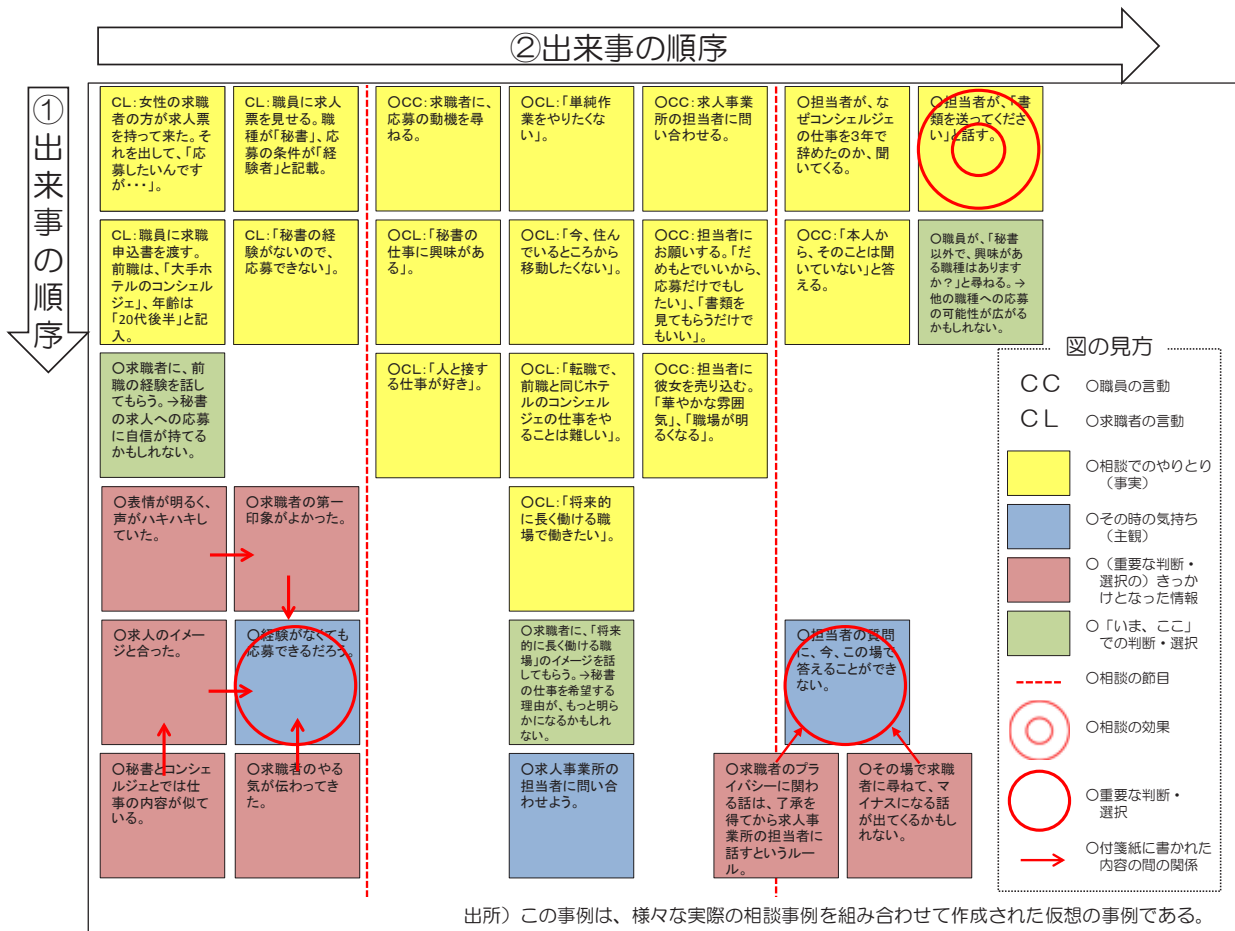 ②出来事の順序
①出来事の順序
CL:女性の求職
者の方が求人票
を持って来た。そ
れを出して、「応
募したいんです
が・・・」。
CL:職員に求職
申込書を渡す。
前職は、「大手ホ
テルのコンシェル
ジェ」、年齢は
「20代後半」と記
入。
○求職者に、前
職の経験を話し
てもらう。→秘書
の求人への応募
に自信が持てる
かもしれない。
○表情が明るく、
声がハキハキし
ていた。
○求人のイメー
ジと合った。
○秘書とコンシェ
ルジェとでは仕
事の内容が似て
いる。
CL:職員に求人
票を見せる。職
種が「秘書」、応
募の条件が「経
験者」と記載。
CL:「秘書の経
験がないので、
応募できない」。
○求職者の第一
印象がよかった。
○経験がなくても
応募できるだろう。
○求職者のやる
気が伝わってき
た。
○CC:求職者に、
応募の動機を尋
ねる。
○CL:「秘書の
仕事に興味があ
る」。
○CL:「人と接す
る仕事が好き」。
○CL:「単純作
業をやりたくな
い」。
○CL:「今、住ん
でいるところから
移動したくない」。
○CL:「転職で、
前職と同じホテ
ルのコンシェル
ジェの仕事をや
ることは難しい」。
○CL:「将来的
に長く働ける職
場で働きたい」。
○求職者に、「将来
的に長く働ける職
場」のイメージを話
してもらう。→秘書
の仕事を希望する
理由が、もっと明ら
かになるかもしれ
ない。
○求人事業所の
担当者に問い合
わせよう。
○CC:求人事業
所の担当者に問
い合わせる。
○CC:担当者に
お願いする。「だ
めもとでいいから、
応募だけでもし
たい」、「書類を
見てもらうだけで
もいい」。
○CC:担当者に
彼女を売り込む。
「華やかな雰囲
気」、「職場が明
るくなる」。
○担当者が、な
ぜコンシェルジェ
の仕事を3年で
辞めたのか、聞
いてくる。
○CC:「本人か
ら、そのことは聞
いていない」と答
える。
○担当者の質問
に、今、この場で
答えることができ
ない。
○求職者のプラ
イバシーに関わ
る話は、了承を
得てから求人事
業所の担当者に
話すというルー
ル。
○その場で求職
者に尋ねて、マ
イナスになる話
が出てくるかもし
れない。
○担当者が、「書
類を送ってくださ
い」と話す。
○職員が、「秘書
以外で、興味があ
る職種はあります
か？」と尋ねる。→
他の職種への応募
の可能性が広がる
かもしれない。
図の見方
CC ○職員の言動
CL ○求職者の言動
○相談でのやりとり
（事実）
○その時の気持ち
（主観）
○（重要な判断・
選択の）きっか
けとなった情報
○「いま、ここ」
での判断・選択
○相談の節目
○相談の効果
○重要な判断・
選択
○付箋紙に書かれた
内容の間の関係
出所）この事例は、様々な実際の相談事例を組み合わせて作成された仮想の事例である。